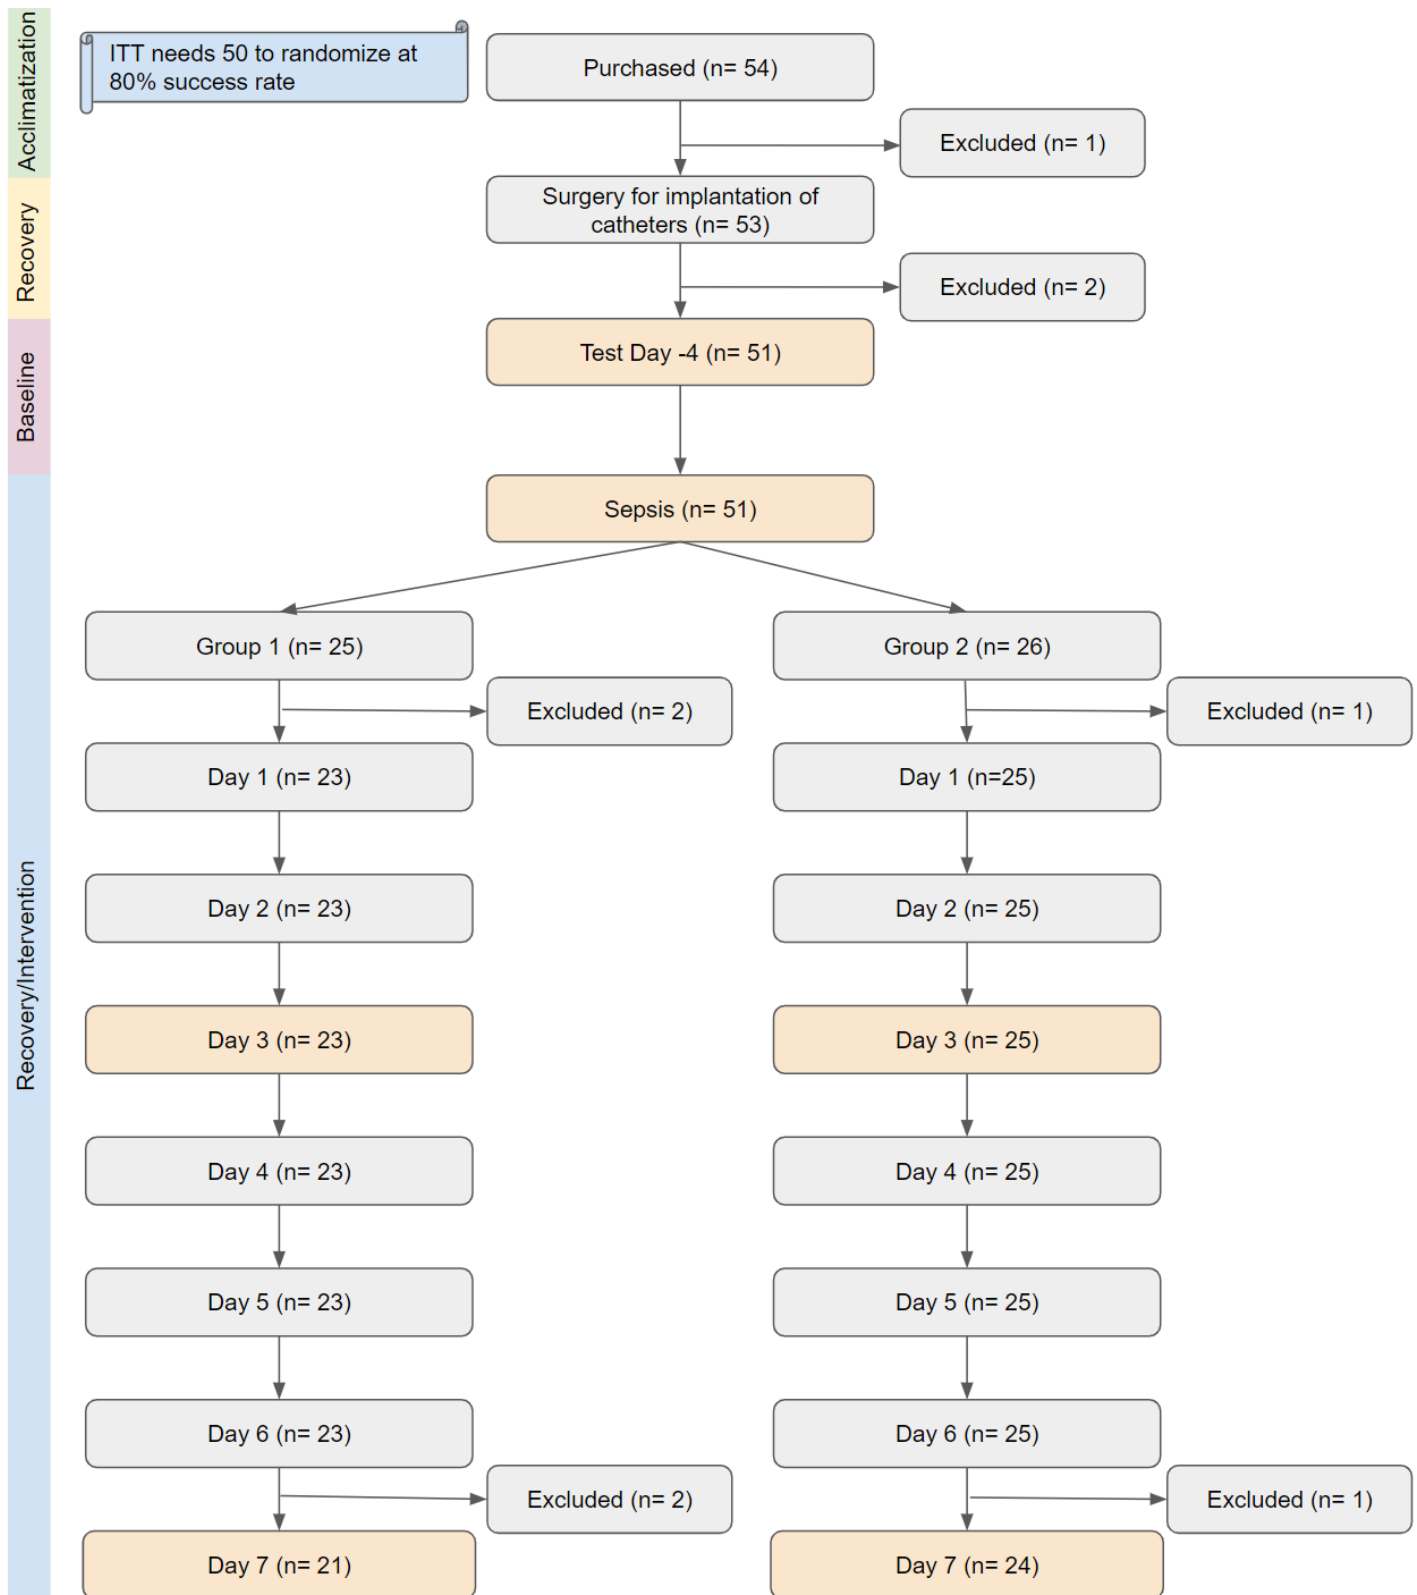 Acclimatization
ITT needs 50 to randomize at
80% success rate
Purchased (n= 54)
Excluded (n= 1)
Recovery
Surgery for implantation of
catheters (n= 53)
Excluded (n= 2)
Baseline
Test Day -4 (n= 51)
Recovery/Intervention
Sepsis (n= 51)
Group 1 (n= 25)
Group 2 (n= 26)
Excluded (n= 2)
Excluded (n= 1)
Day 1 (n= 23)
Day 1 (n=25)
Day 2 (n= 23)
Day 2 (n= 25)
Day 3 (n= 23)
Day 3 (n= 25)
Day 4 (n= 23)
Day 4 (n= 25)
Day 5 (n= 23)
Day 5 (n= 25)
Day 6 (n= 23)
Day 6 (n= 25)
Excluded (n= 2)
Excluded (n= 1)
Day 7 (n= 21)
Day 7 (n= 24)